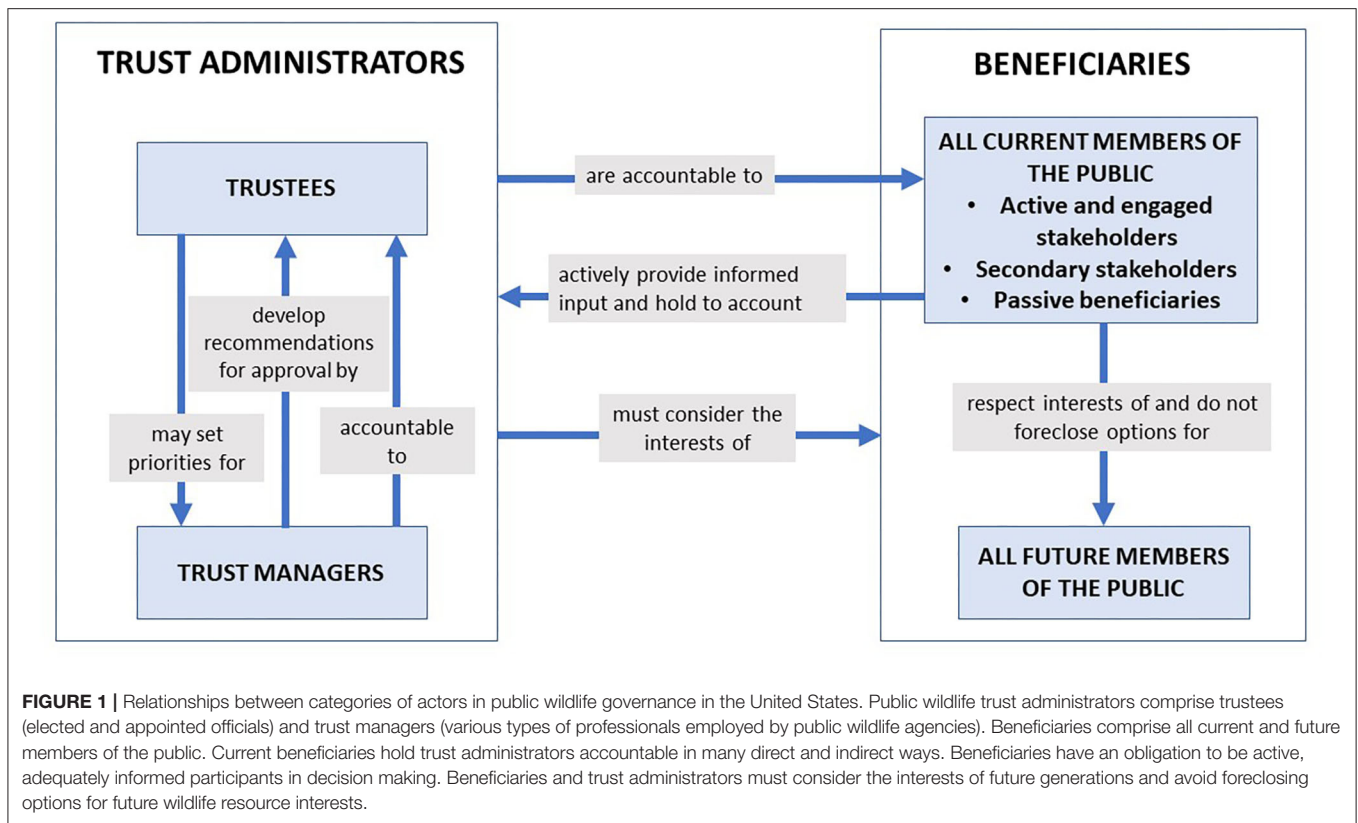 TRUST ADMINISTRATORS
TRUSTEES
may set
priorities for
develop
recommendations
for approval by
accountable
to
TRUST MANAGERS
are accountable to
actively provide informed
input and hold to account
must consider the
interests of
BENEFICIARIES
ALL CURRENT MEMBERS OF
THE PUBLIC
• Active and engaged
stakeholders
• Secondary stakeholders
• Passive beneficiaries
respect interests of and do not
foreclose options for
ALL FUTURE MEMBERS
OF THE PUBLIC
FIGURE 1 | Relationships between categories of actors in public wildlife governance in the United States. Public wildlife trust administrators comprise trustees
(elected and appointed officials) and trust managers (various types of professionals employed by public wildlife agencies). Beneficiaries comprise all current and future
members of the public. Current beneficiaries hold trust administrators accountable in many direct and indirect ways. Beneficiaries have an obligation to be active,
adequately informed participants in decision making. Beneficiaries and trust administrators must consider the interests of future generations and avoid foreclosing
options for future wildlife resource interests.